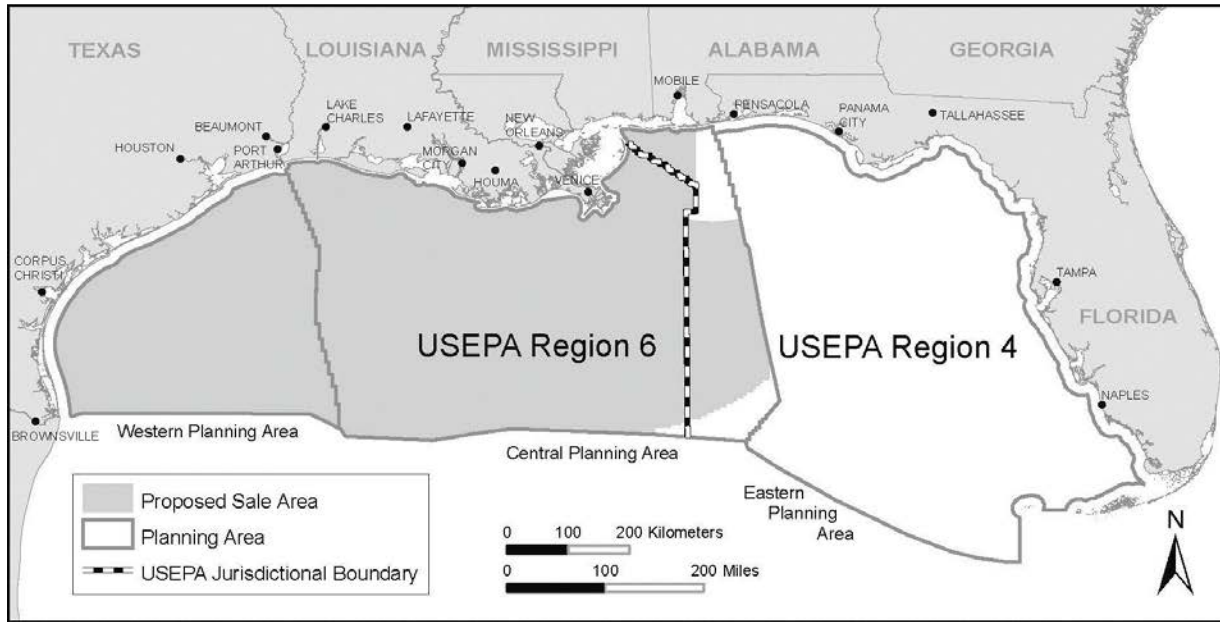 TEXAS
LOUISIANA
MISSISSIPPI
ALABAMA
GEORGIA
MOBILE
PENSACOLA
PANAMA
CITY
TALLAHASSEE
LAKE
CHARLES
LAFAYETTE
NEW
ORLEANS
BEAUMONT
HOUSTON
PORT
ARTHUR
MORGAN
CITY
HOUMA
VENICE
CORPUS
CHRISTI
TAMPA
FLORIDA
USEPA Region 6
USEPA Region 4
NAPLES
BROWNSVILLE
Western Planning Area
Central Planning Area
Eastern
Planning
Area
Proposed Sale Area
Planning Area
USEPA Jurisdictional Boundary
0 100 200 Kilometers
0 100 200 Miles
N